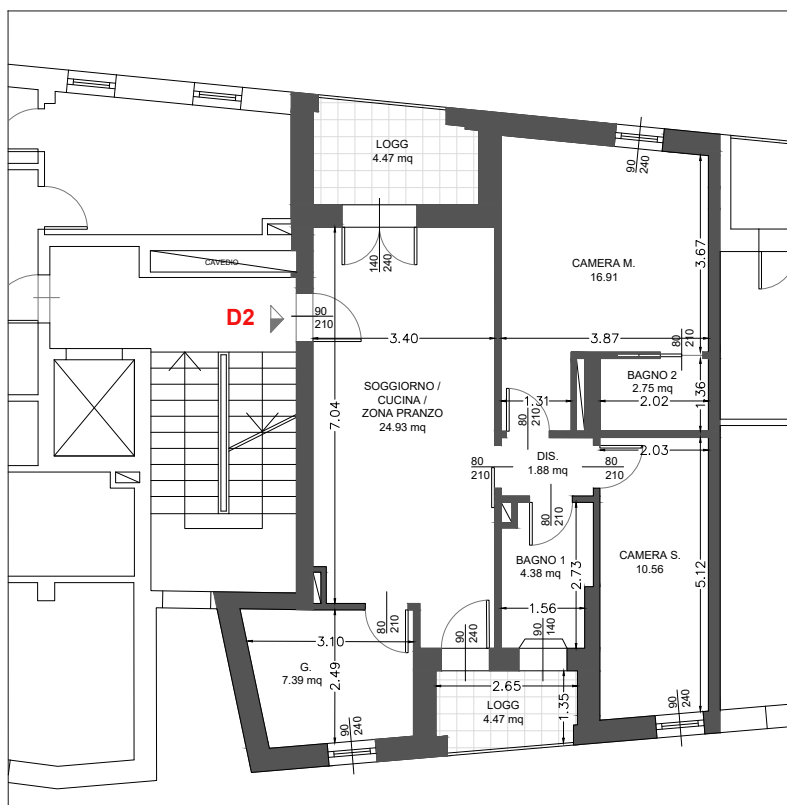 LOGG
4.47 mq
90
240
140
240
CAVEDIO
CAMERA M.
16.91
3.67
D2
90
210
3.40
3.87
80
210
BAGNO 2
2.75 mq
1.36
2.02
SOGGIORNO /
CUCINA /
ZONA PRANZO
24.93 mq
7.04
1.31
80
210
2.03
DIS.
1.88 mq
80
210
80
210
80
210
BAGNO 1
4.38 mq
2.73
CAMERA S.
10.56
5.12
1.56
80
210
90
240
90
140
3.10
2.49
G.
7.39 mq
2.65
LOGG
4.47 mq
1.35
90
240
90
240